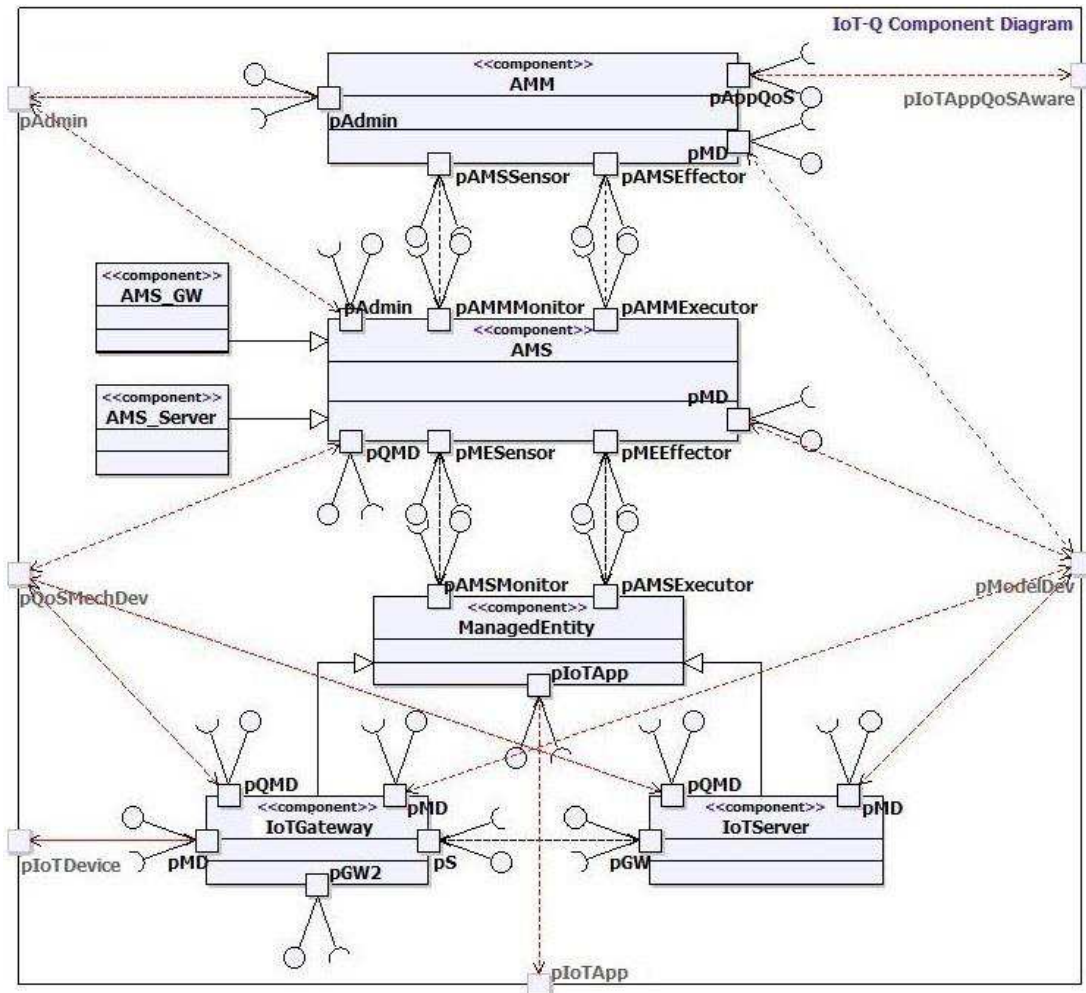 IoT-Q Component Diagram
<<component>>
AMM
pAdmin
pAdmin
pAppQoS
pIoTAppQoSAware
pMD
pAMSSensor
pAMSEffector
<<component>>
AMS_GW
pAdmin
pAMMMonitor
pAMMExecutor
<<component>>
AMS
<<component>>
AMS_Server
pMD
pQMD
pMESensor
pMEEffector
pQoSMechDev
pAMSMonitor
pAMSExecutor
pModelDev
<<component>>
ManagedEntity
pIoTApp
pQMD
pMD
<<component>>
IoTGateway
pQMD
pMD
<<component>>
IoTServer
pIoTDevice
pMD
pS
pGW
pGW2
pIoTApp